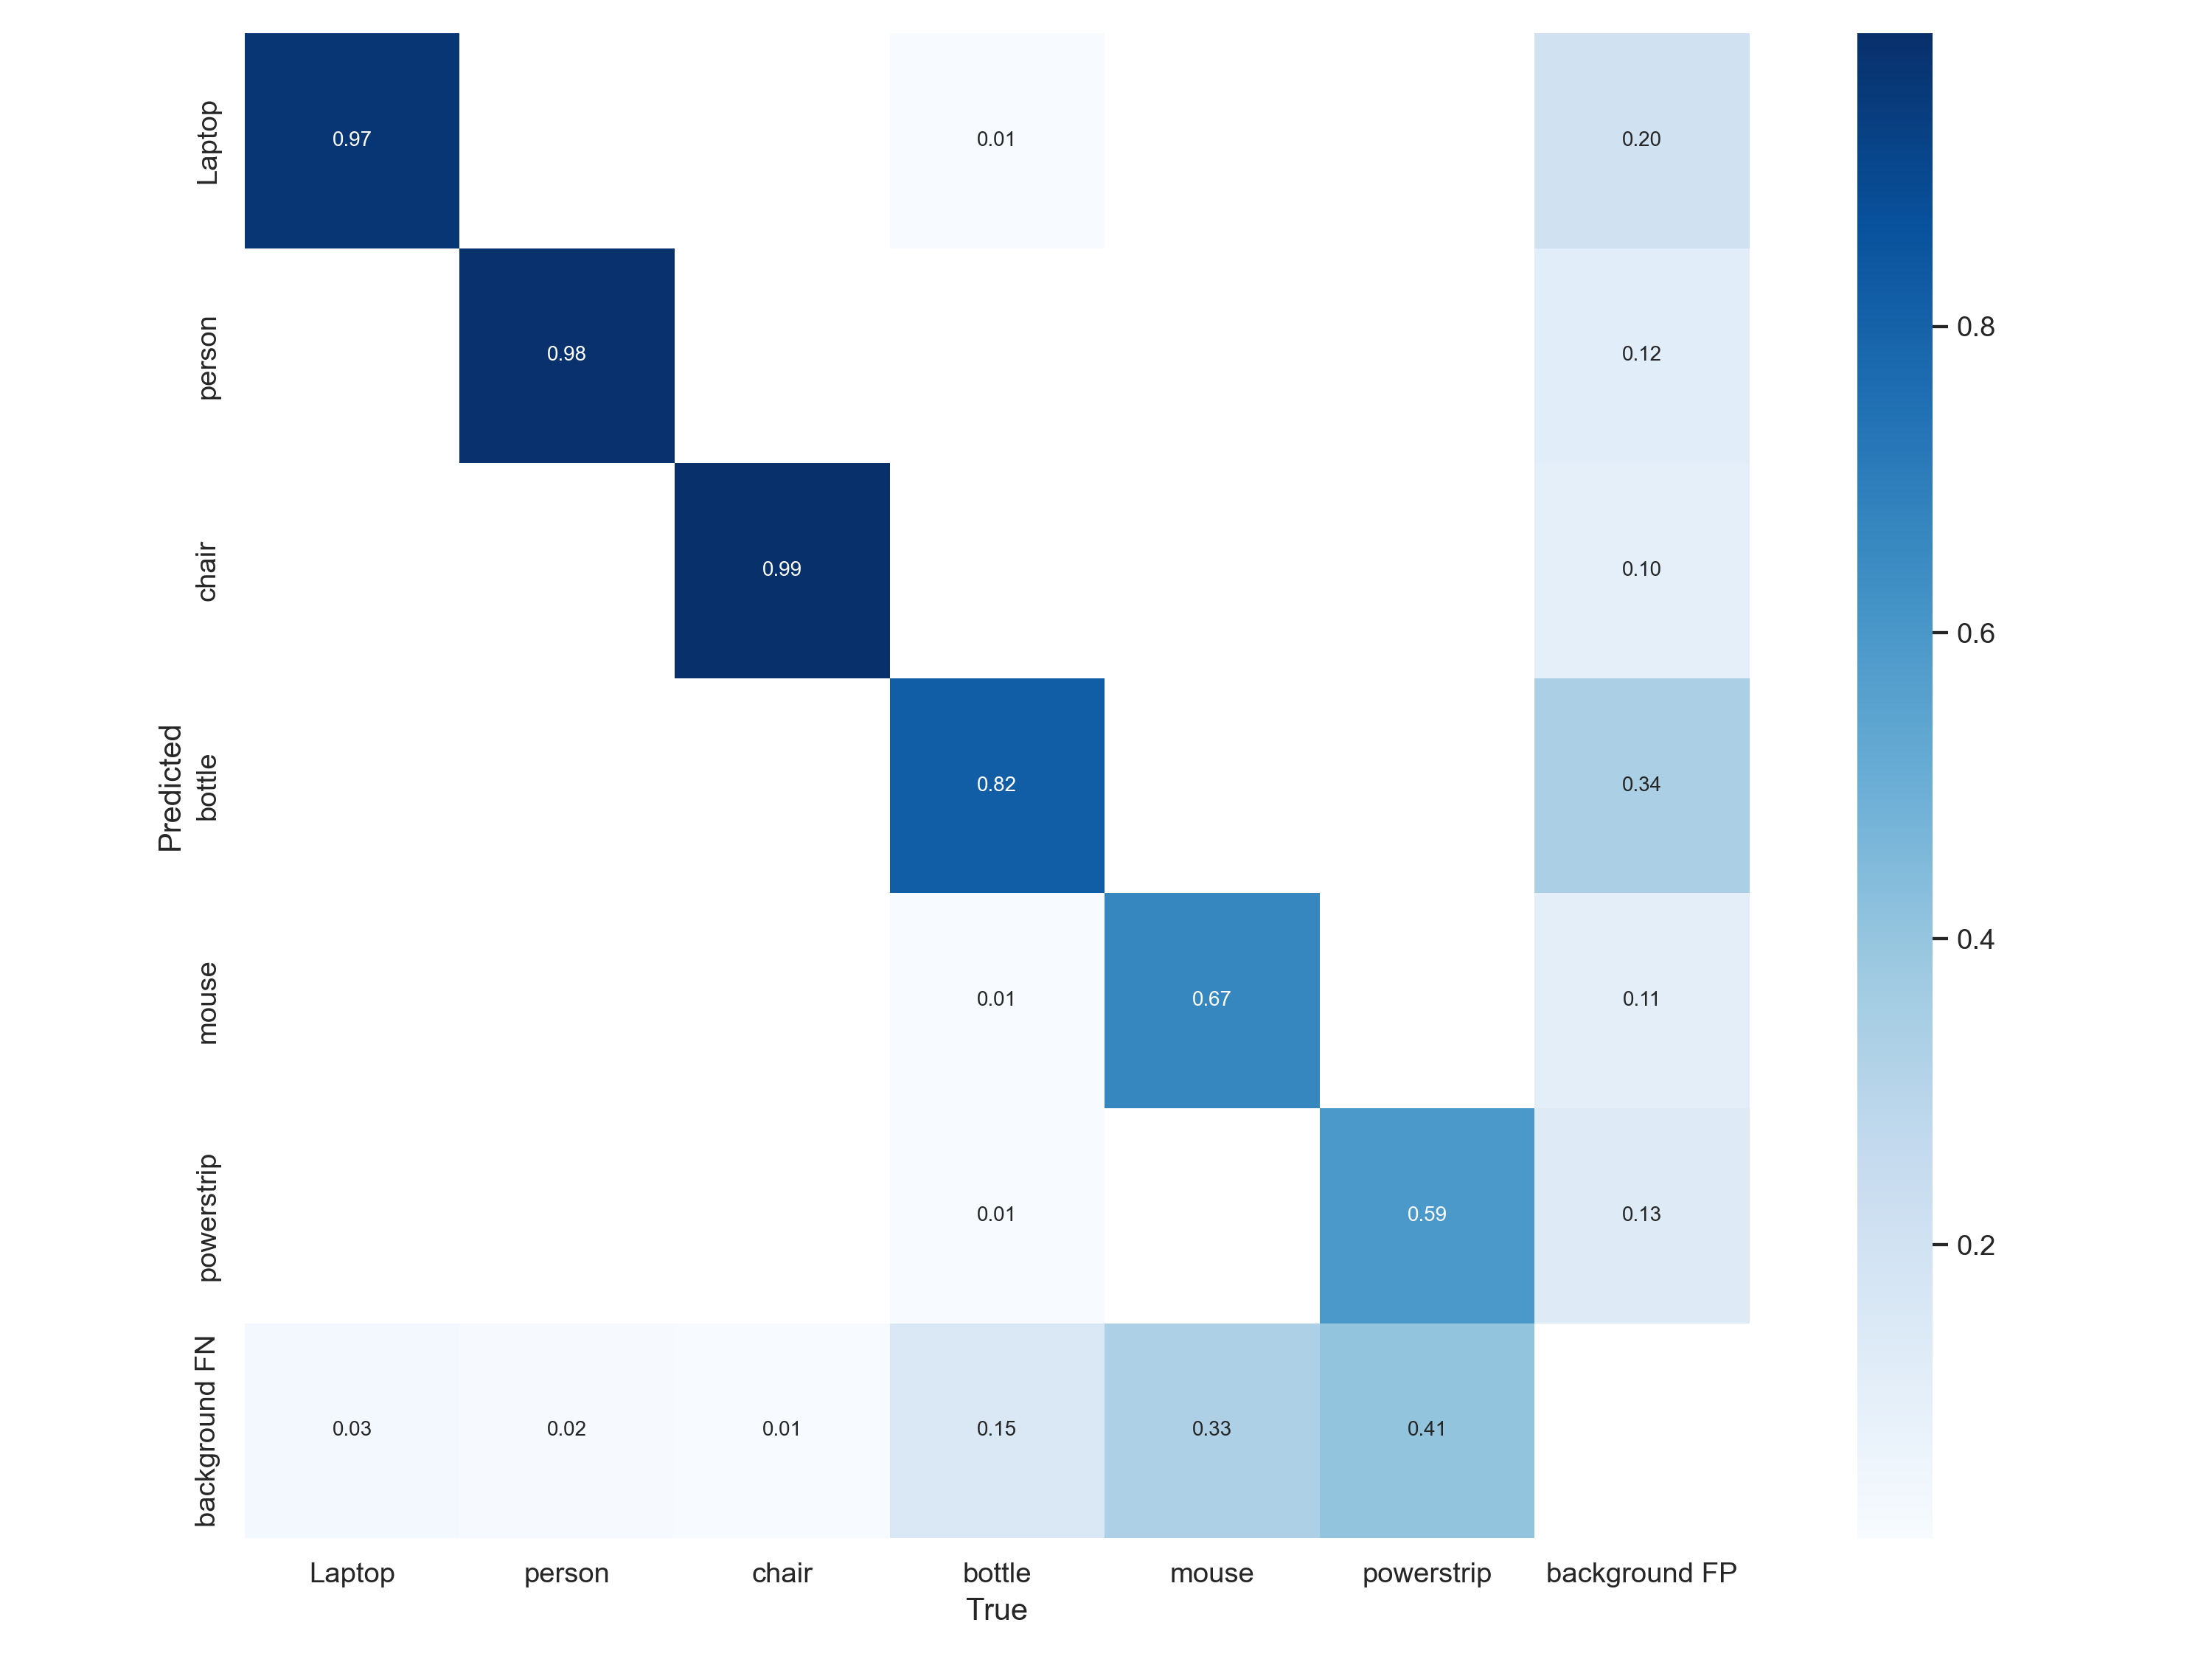 Laptop
0.97
0.01
0.20
person
0.98
0.12
0.8
chair
0.99
0.10
0.6
Predicted
bottle
0.82
0.34
mouse
0.01
0.67
0.11
0.4
powerstrip
0.01
0.59
0.13
0.2
background FN
0.03
0.02
0.01
0.15
0.33
0.41
Laptop
person
chair
bottle
mouse
powerstrip
background FP
True